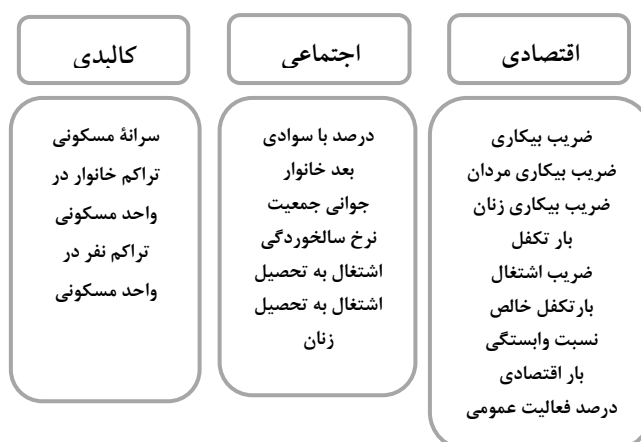 اقتصادی
ضریب بیکاری
ضریب بیکاری مردان
ضریب بیکاری زنان
بار تکفل
ضریب اشتغال
بارتکفل خالص
نسبت وابستگی
بار اقتصادی
درصد فعالیت عمومی
اجتماعی
درصد با سوادی
بعد خانوار
جوانی جمعیت
نرخ سالخوردگی
اشتغال به تحصیل
اشتغال به تحصیل
زنان
کالبدی
سرانهٔ مسکونی
تراکم خانوار در
واحد مسکونی
تراکم نفر در
واحد مسکونی